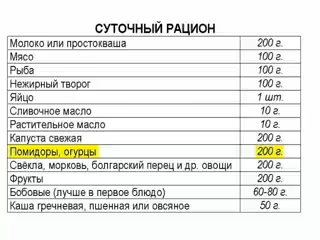 СУТОЧНЫЙ РАЦИОН
Молоко или простокваша 200 г.
Мясо 100 г.
Рыба 100 г.
Нежирный творог 100 г.
Яйцо 1 шт.
Сливочное масло 10 г.
Растительное масло 10 г.
Капуста свежая 200 г.
Помидоры, огурцы 200 г.
Свёкла, морковь, болгарский перец и др. овощи 200 г.
Фрукты 200 г.
Бобовые (лучше в первое блюдо) 60-80 г.
Каша гречневая, пшенная или овсяное 50 г.